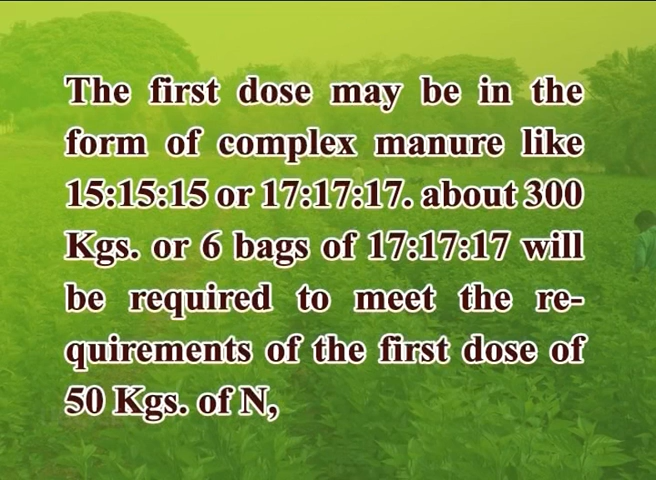 The first dose may be in the
form of complex manure like
15:15:15 or 17:17:17. about 300
Kgs. or 6 bags of 17:17:17 will
be required to meet the re-
quirements of the first dose of
50 Kgs. of N,